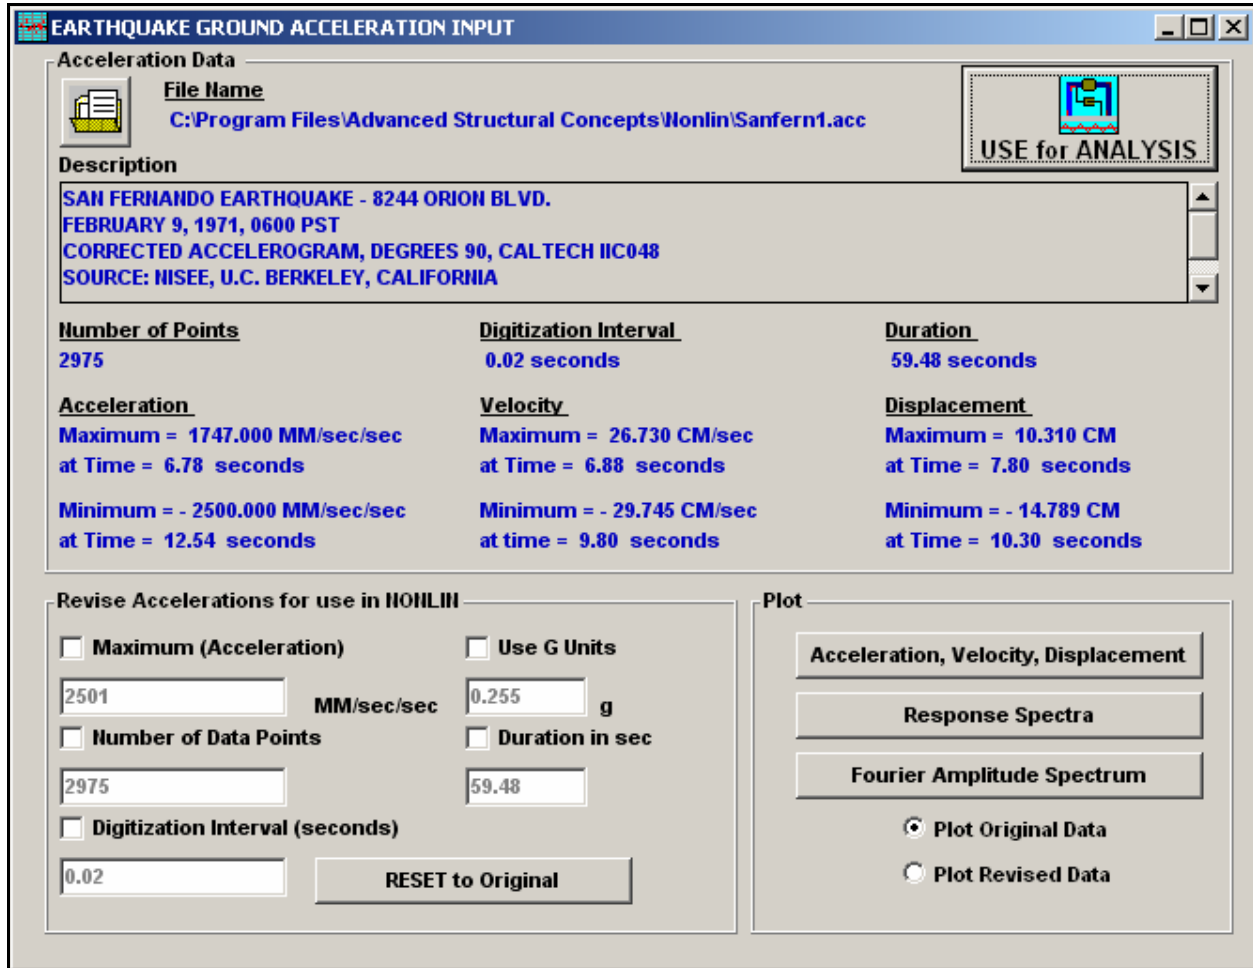 EARTHQUAKE GROUND ACCELERATION INPUT
Acceleration Data
File Name
C:\Program Files\Advanced Structural Concepts\Nonlin\Sanfern1.acc
USE for ANALYSIS
Description
SAN FERNANDO EARTHQUAKE - 8244 ORION BLVD.
FEBRUARY 9, 1971, 0600 PST
CORRECTED ACCELEROGRAM, DEGREES 90, CALTECH IIC048
SOURCE: NISEE, U.C. BERKELEY, CALIFORNIA
Number of Points Digitization Interval Duration
2975 0.02 seconds 59.48 seconds
Acceleration Velocity Displacement
Maximum = 1747.000 MM/sec/sec Maximum = 26.730 CM/sec Maximum = 10.310 CM
at Time = 6.78 seconds at Time = 6.88 seconds at Time = 7.80 seconds
Minimum = - 2500.000 MM/sec/sec Minimum = - 29.745 CM/sec Minimum = - 14.789 CM
at Time = 12.54 seconds at time = 9.80 seconds at Time = 10.30 seconds
Revise Accelerations for use in NONLIN
Maximum (Acceleration) Use G Units
2501 MM/sec/sec 0.255 g
Number of Data Points Duration in sec
2975 59.48
Digitization Interval (seconds)
0.02 RESET to Original
Plot
Acceleration, Velocity, Displacement
Response Spectra
Fourier Amplitude Spectrum
Plot Original Data
Plot Revised Data